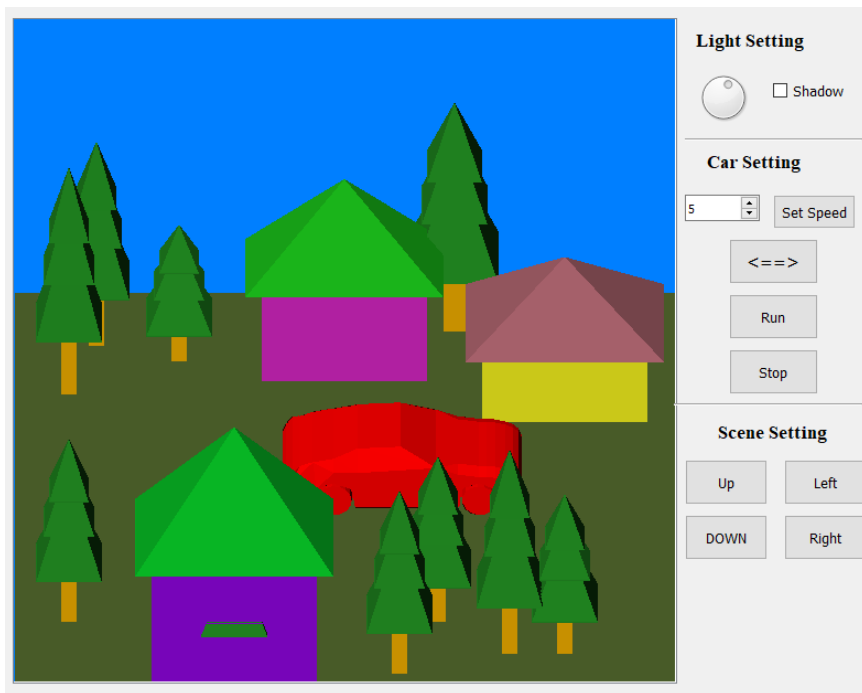 Light Setting
Shadow
Car Setting
5
Set Speed
<==>
Run
Stop
Scene Setting
Up
Left
DOWN
Right